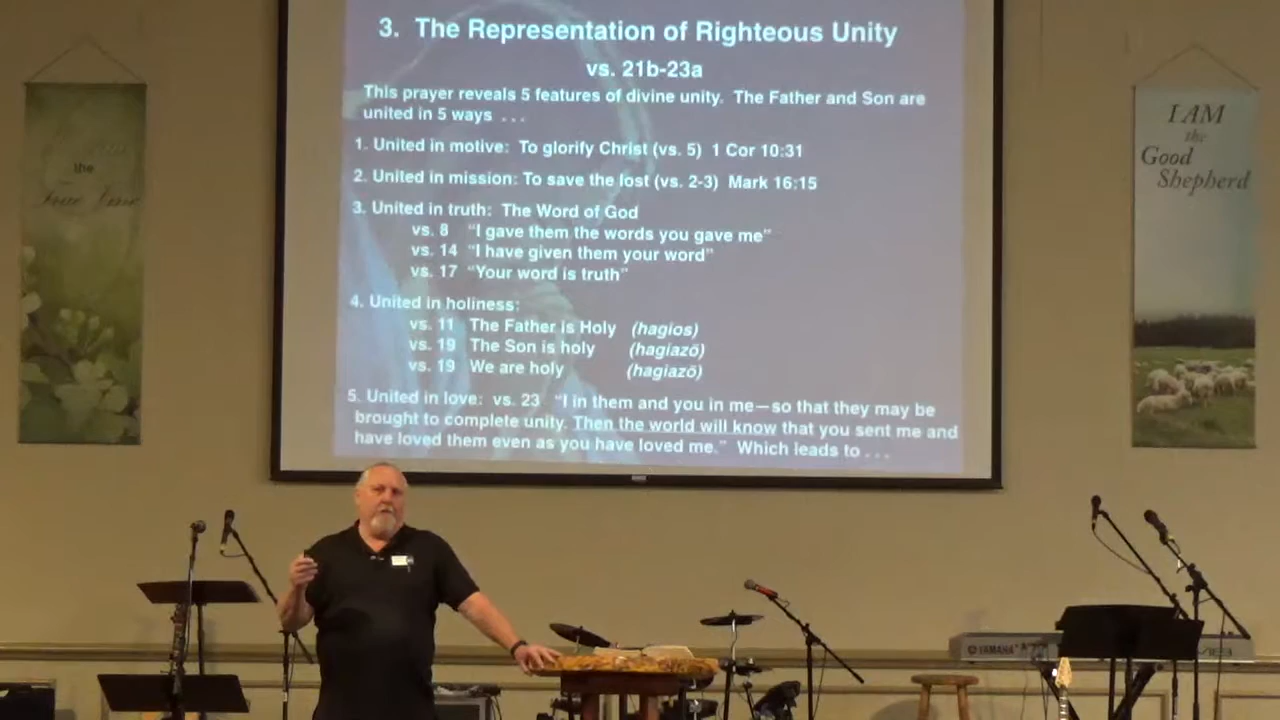 3. The Representation of Righteous Unity
vs. 21b-23a
This prayer reveals 5 features of divine unity. The Father and Son are
united in 5 ways . . .
1. United in motive: To glorify Christ (vs. 5) 1 Cor 10:31
2. United in mission: To save the lost (vs. 2-3) Mark 16:15
3. United in truth: The Word of God
vs. 8 “I gave them the words you gave me”
vs. 14 “I have given them your word”
vs. 17 “Your word is truth”
4. United in holiness:
vs. 11 The Father is Holy (hagios)
vs. 19 The Son is holy (hagiazō)
vs. 19 We are holy (hagiazō)
5. United in love: vs. 23 “I in them and you in me—so that they may be
brought to complete unity. Then the world will know that you sent me and
have loved them even as you have loved me.” Which leads to . . .
the
True Vine
I AM
the
Good
Shepherd
YAMAHA